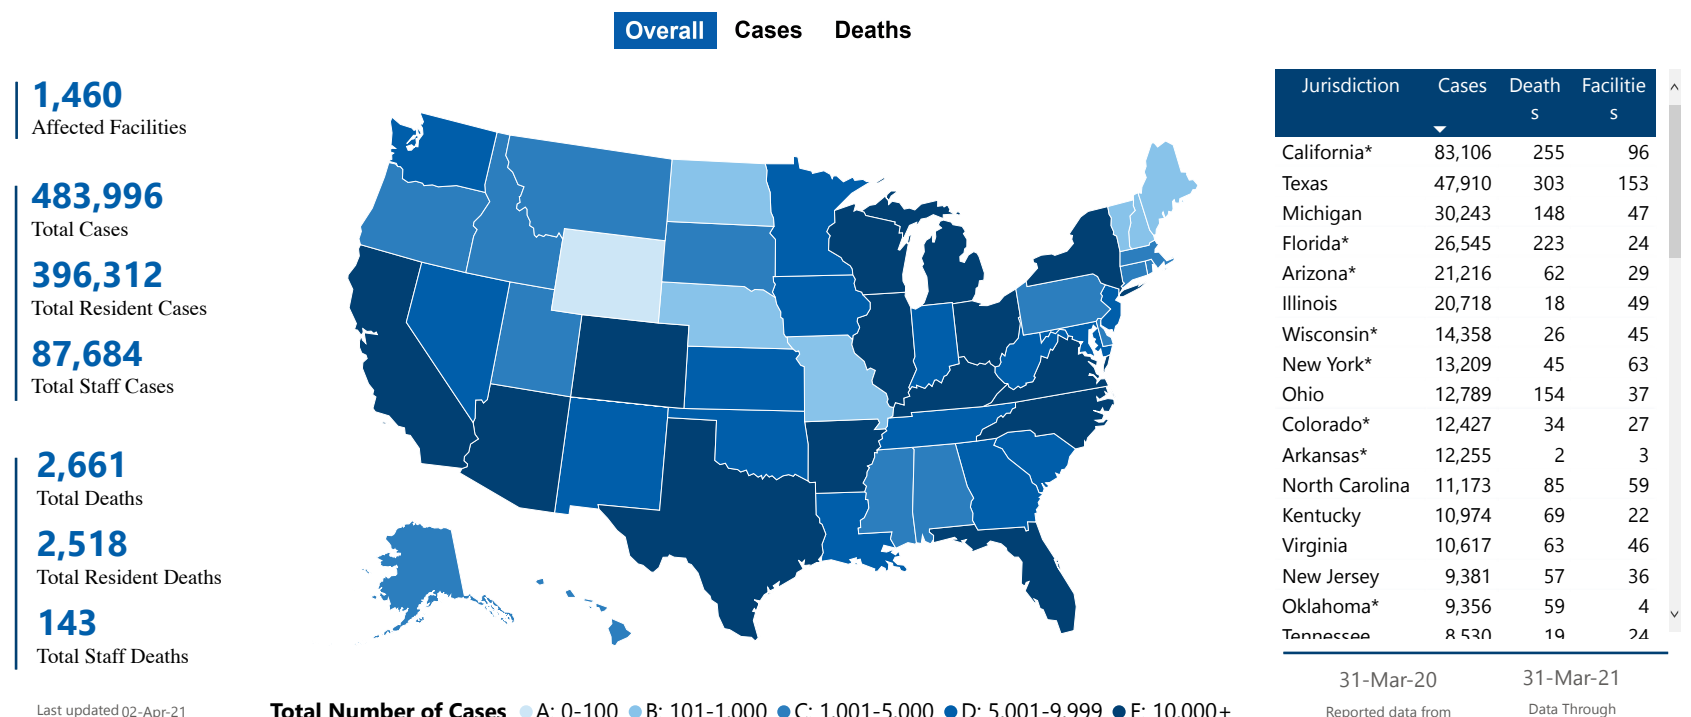 Overall Cases Deaths
1,460
Affected Facilities
483,996
Total Cases
396,312
Total Resident Cases
87,684
Total Staff Cases
2,661
Total Deaths
2,518
Total Resident Deaths
143
Total Staff Deaths
Last updated 02-Apr-21
Total Number of Cases A: 0-100 B: 101-1,000 C: 1,001-5,000 D: 5,001-9,999 E: 10,000+
Jurisdiction Cases Death Facilitie
s s
California* 83,106 255 96
Texas 47,910 303 153
Michigan 30,243 148 47
Florida* 26,545 223 24
Arizona* 21,216 62 29
Illinois 20,718 18 49
Wisconsin* 14,358 26 45
New York* 13,209 45 63
Ohio 12,789 154 37
Colorado* 12,427 34 27
Arkansas* 12,255 2 3
North Carolina 11,173 85 59
Kentucky 10,974 69 22
Virginia 10,617 63 46
New Jersey 9,381 57 36
Oklahoma* 9,356 59 4
Tennessee 8,530 19 24
31-Mar-20 31-Mar-21
Reported data from Data Through